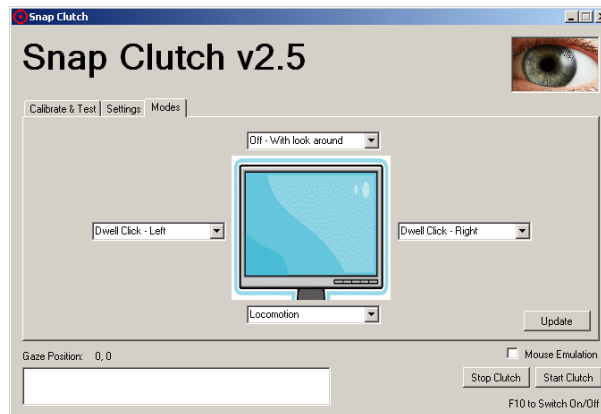 Snap Clutch
Snap Clutch v2.5
Calibrate & Test Settings Modes
Off - With look around
Dwell Click - Left
Dwell Click - Right
Locomotion
Update
Gaze Position: 0, 0
Mouse Emulation
Stop Clutch Start Clutch
F10 to Switch On/Off